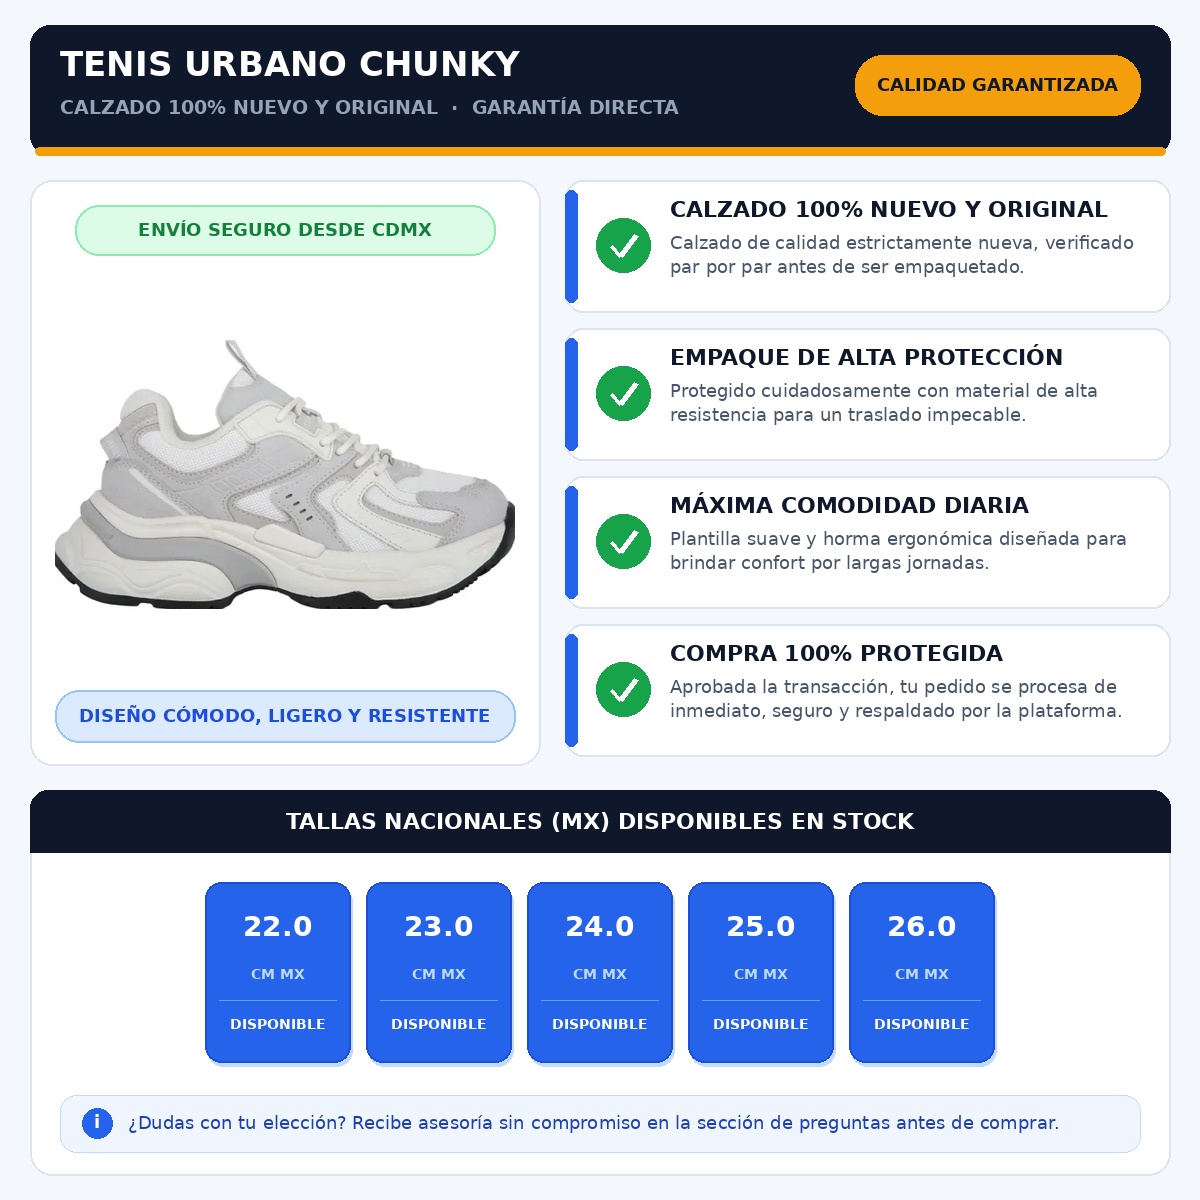 TENIS URBANO CHUNKY
CALZADO 100% NUEVO Y ORIGINAL · GARANTÍA DIRECTA
CALIDAD GARANTIZADA
ENVÍO SEGURO DESDE CDMX
DISEÑO CÓMODO, LIGERO Y RESISTENTE
CALZADO 100% NUEVO Y ORIGINAL
Calzado de calidad estrictamente nueva, verificado
par por par antes de ser empaquetado.
EMPAQUE DE ALTA PROTECCIÓN
Protegido cuidadosamente con material de alta
resistencia para un traslado impecable.
MÁXIMA COMODIDAD DIARIA
Plantilla suave y horma ergonómica diseñada para
brindar confort por largas jornadas.
COMPRA 100% PROTEGIDA
Aprobada la transacción, tu pedido se procesa de
inmediato, seguro y respaldado por la plataforma.
TALLAS NACIONALES (MX) DISPONIBLES EN STOCK
22.0
CM MX
DISPONIBLE
23.0
CM MX
DISPONIBLE
24.0
CM MX
DISPONIBLE
25.0
CM MX
DISPONIBLE
26.0
CM MX
DISPONIBLE
i ¿Dudas con tu elección? Recibe asesoría sin compromiso en la sección de preguntas antes de comprar.